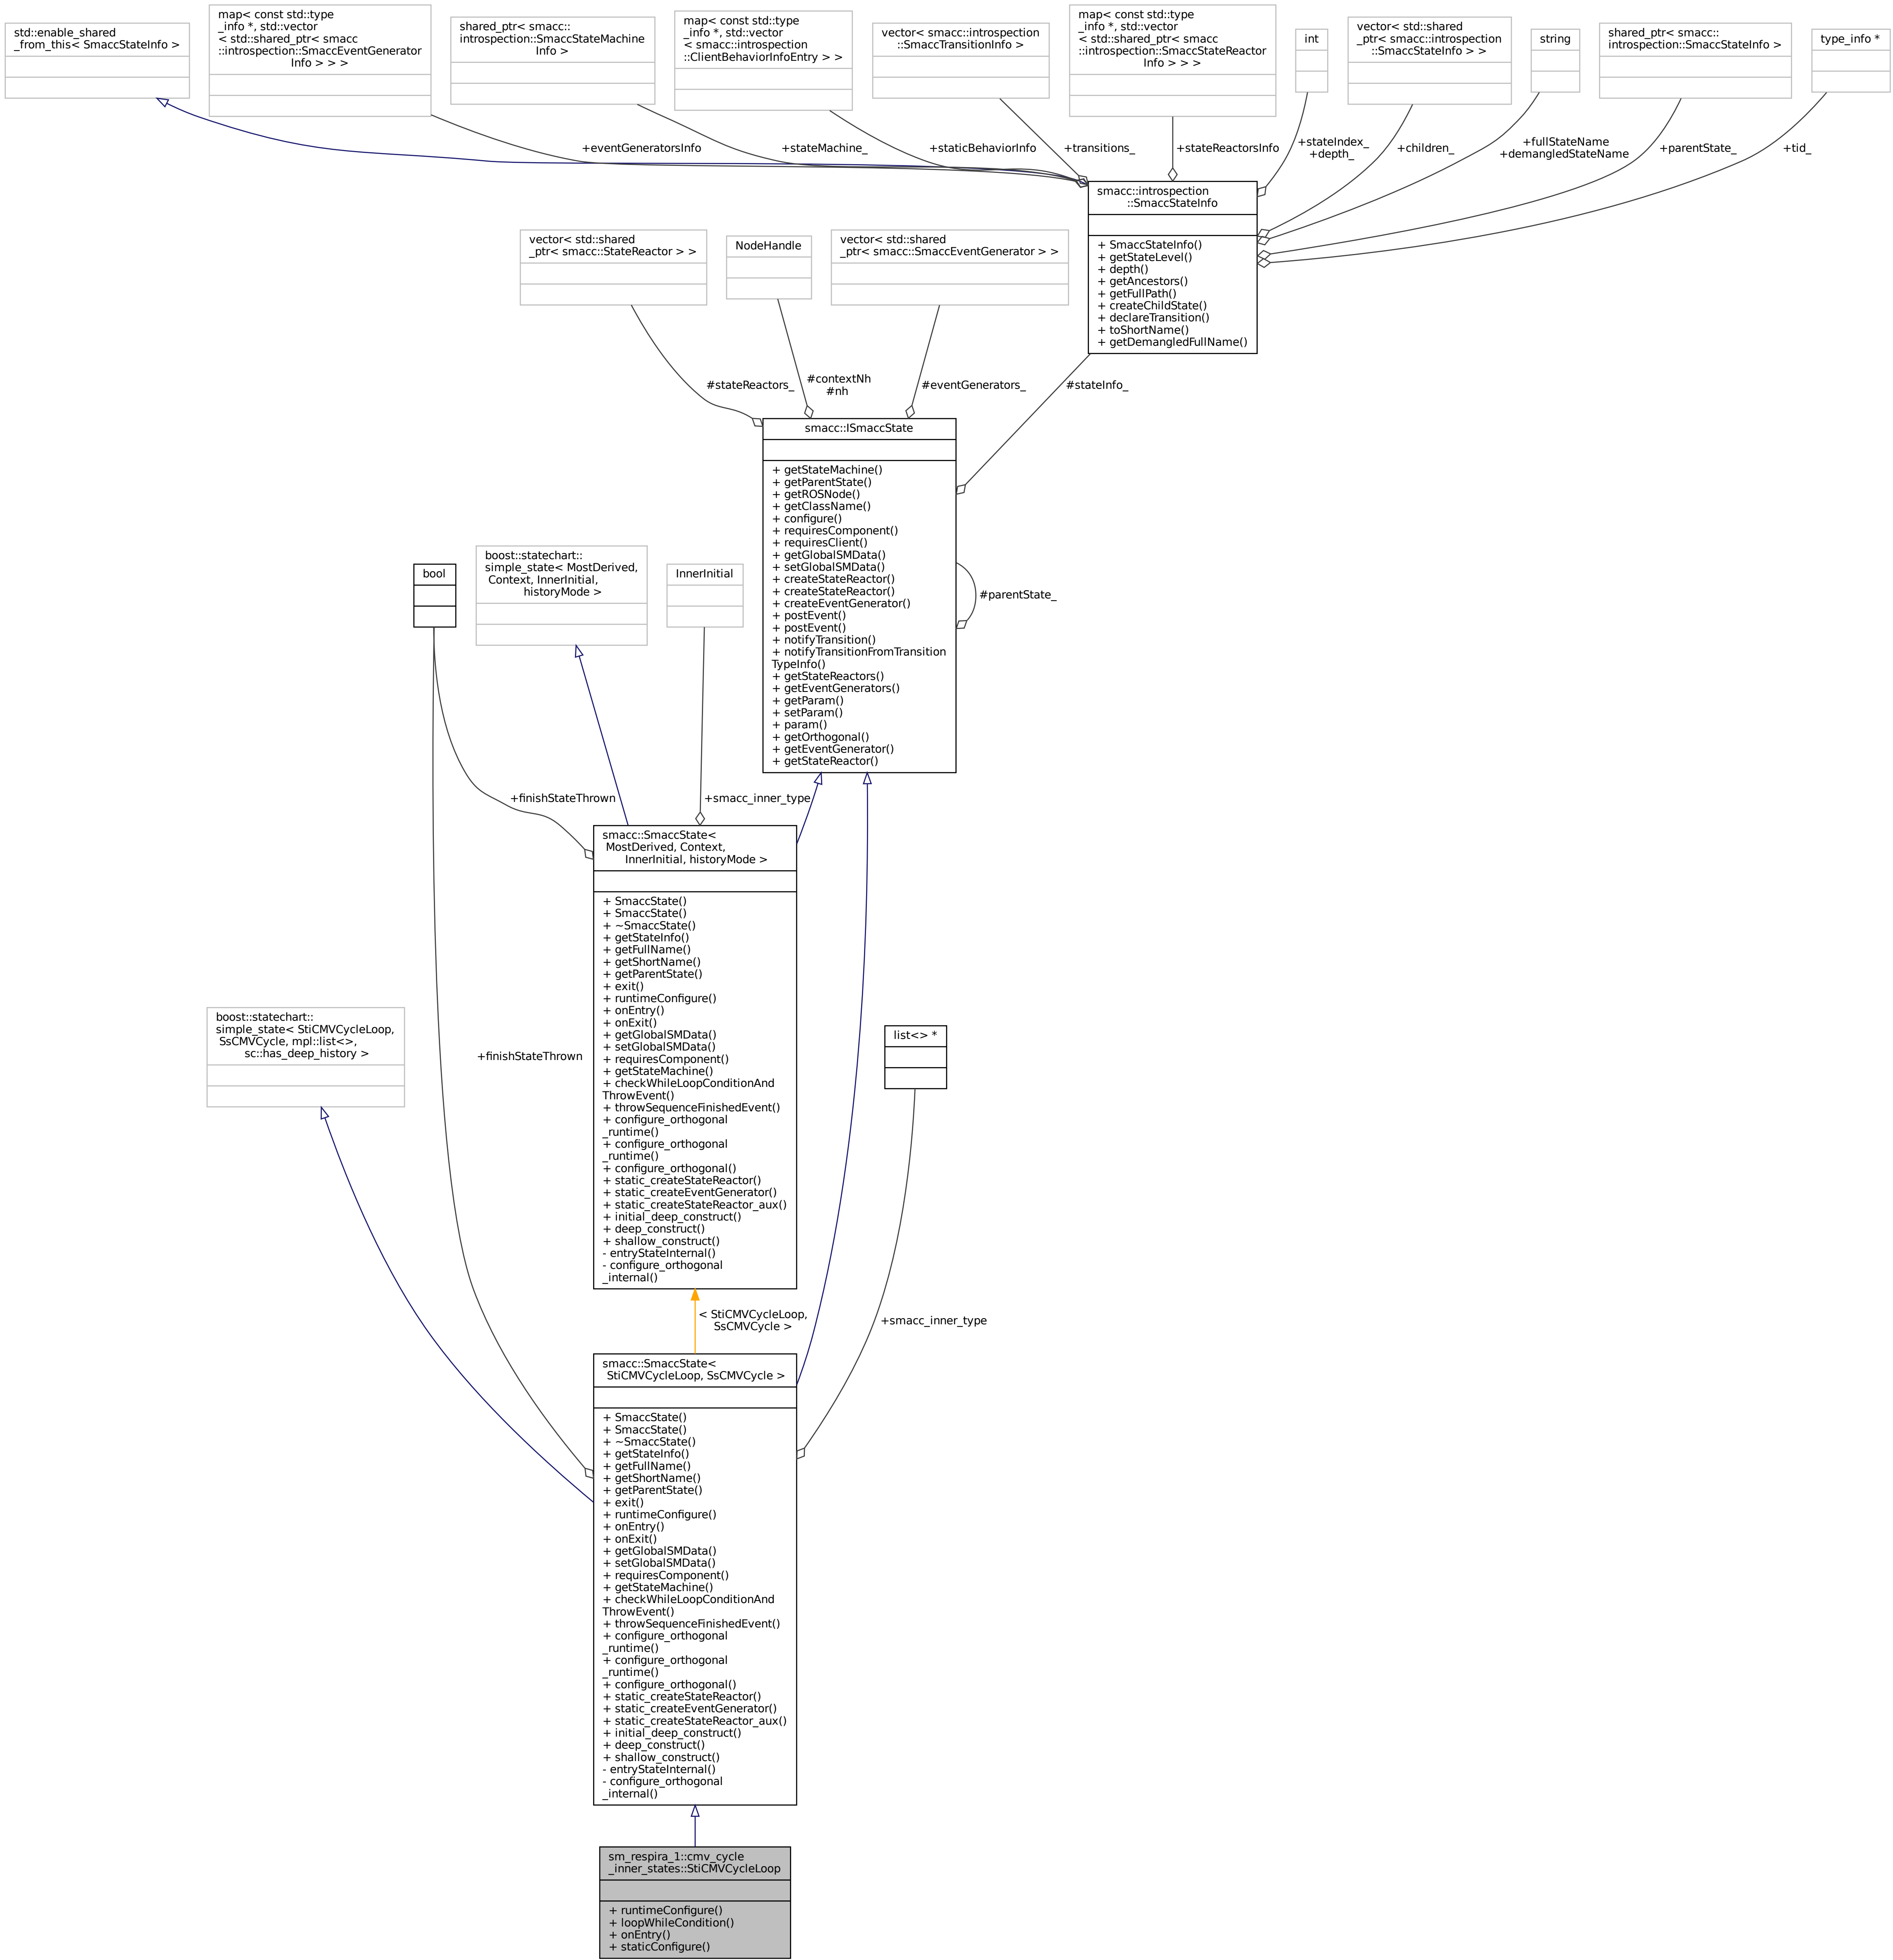 std::enable_shared
_from_this< SmaccStateInfo >
map< const std::type
_info *, std::vector
< std::shared_ptr< smacc
::introspection::SmaccEventGenerator
Info > > >
shared_ptr< smacc::
introspection::SmaccStateMachine
Info >
map< const std::type
_info *, std::vector
< smacc::introspection
::ClientBehaviorInfoEntry > >
vector< smacc::introspection
::SmaccTransitionInfo >
map< const std::type
_info *, std::vector
< std::shared_ptr< smacc
::introspection::SmaccStateReactor
Info > > >
int
vector< std::shared
_ptr< smacc::introspection
::SmaccStateInfo > >
string
shared_ptr< smacc::
introspection::SmaccStateInfo >
type_info *
+eventGeneratorsInfo
+stateMachine_
+staticBehaviorInfo
+transitions_
+stateReactorsInfo
+stateIndex_
+depth_
+children_
+fullStateName
+demangledStateName
+parentState_
+tid_
smacc::introspection
::SmaccStateInfo
+ SmaccStateInfo()
+ getStateLevel()
+ depth()
+ getAncestors()
+ getFullPath()
+ createChildState()
+ declareTransition()
+ toShortName()
+ getDemangledFullName()
vector< std::shared
_ptr< smacc::StateReactor > >
NodeHandle
vector< std::shared
_ptr< smacc::SmaccEventGenerator > >
#stateReactors_
#contextNh
#nh
#eventGenerators_
#stateInfo_
smacc::ISmaccState
+ getStateMachine()
+ getParentState()
+ getROSNode()
+ getClassName()
+ configure()
+ requiresComponent()
+ requiresClient()
+ getGlobalSMData()
+ setGlobalSMData()
+ createStateReactor()
+ createStateReactor()
+ createEventGenerator()
+ postEvent()
+ postEvent()
+ notifyTransition()
+ notifyTransitionFromTransition
TypeInfo()
+ getStateReactors()
+ getEventGenerators()
+ getParam()
+ setParam()
+ param()
+ getOrthogonal()
+ getEventGenerator()
+ getStateReactor()
#parentState_
bool
boost::statechart::
simple_state< MostDerived,
Context, InnerInitial,
historyMode >
InnerInitial
+finishStateThrown
+smacc_inner_type
smacc::SmaccState<
MostDerived, Context,
InnerInitial, historyMode >
+ SmaccState()
+ SmaccState()
+ ~SmaccState()
+ getStateInfo()
+ getFullName()
+ getShortName()
+ getParentState()
+ exit()
+ runtimeConfigure()
+ onEntry()
+ onExit()
+ getGlobalSMData()
+ setGlobalSMData()
+ requiresComponent()
+ getStateMachine()
+ checkWhileLoopConditionAnd
ThrowEvent()
+ throwSequenceFinishedEvent()
+ configure_orthogonal
_runtime()
+ configure_orthogonal
_runtime()
+ configure_orthogonal()
+ static_createStateReactor()
+ static_createEventGenerator()
+ static_createStateReactor_aux()
+ initial_deep_construct()
+ deep_construct()
+ shallow_construct()
- entryStateInternal()
- configure_orthogonal
_internal()
boost::statechart::
simple_state< StiCMVCycleLoop,
SsCMVCycle, mpl::list<>,
sc::has_deep_history >
+finishStateThrown
list<> *
< StiCMVCycleLoop,
SsCMVCycle >
+smacc_inner_type
smacc::SmaccState<
StiCMVCycleLoop, SsCMVCycle >
+ SmaccState()
+ SmaccState()
+ ~SmaccState()
+ getStateInfo()
+ getFullName()
+ getShortName()
+ getParentState()
+ exit()
+ runtimeConfigure()
+ onEntry()
+ onExit()
+ getGlobalSMData()
+ setGlobalSMData()
+ requiresComponent()
+ getStateMachine()
+ checkWhileLoopConditionAnd
ThrowEvent()
+ throwSequenceFinishedEvent()
+ configure_orthogonal
_runtime()
+ configure_orthogonal
_runtime()
+ configure_orthogonal()
+ static_createStateReactor()
+ static_createEventGenerator()
+ static_createStateReactor_aux()
+ initial_deep_construct()
+ deep_construct()
+ shallow_construct()
- entryStateInternal()
- configure_orthogonal
_internal()
sm_respira_1::cmv_cycle
_inner_states::StiCMVCycleLoop
+ runtimeConfigure()
+ loopWhileCondition()
+ onEntry()
+ staticConfigure()